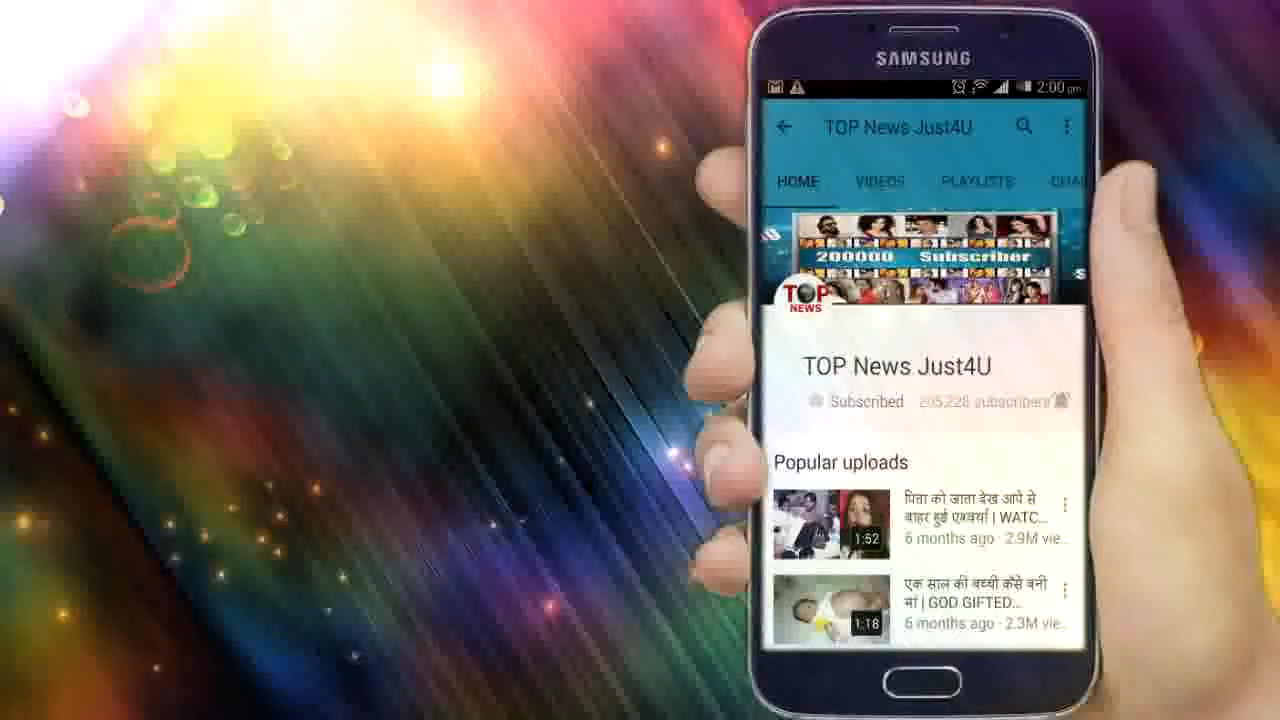 SAMSUNG
2:00 pm
TOP News Just4U
HOME VIDEOS PLAYLISTS
200000 Subscriber
TOP
NEWS
TOP News Just4U
Subscribed 205,228 subscribers
Popular uploads
पिता को जाता देख आपे से
बाहर हुई एश्वर्या | WATC...
6 months ago · 2.9M vie...
1:52
एक साल की बच्ची कैसे बनी
मां | GOD GIFTED...
6 months ago · 2.3M vie...
1:18